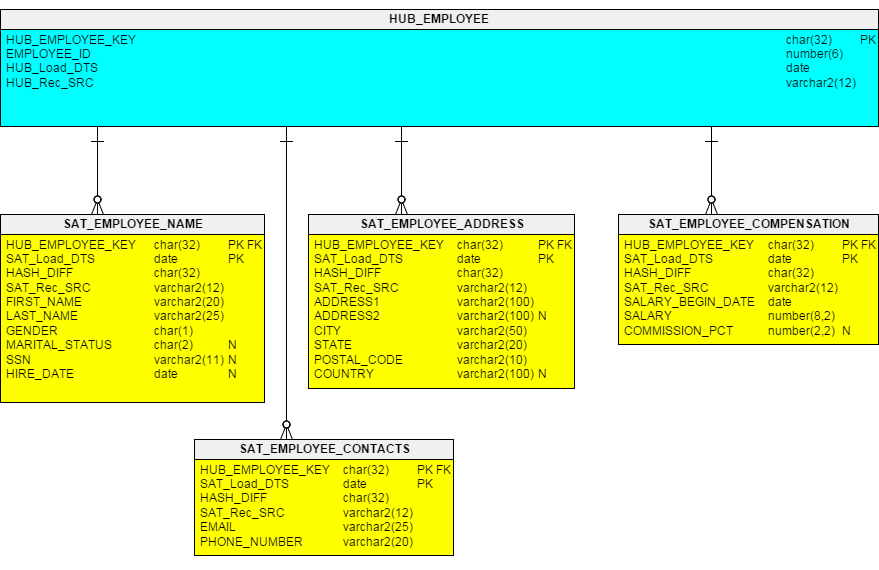 HUB_EMPLOYEE
HUB_EMPLOYEE_KEY char(32) PK
EMPLOYEE_ID number(6)
HUB_Load_DTS date
HUB_Rec_SRC varchar2(12)
SAT_EMPLOYEE_NAME
HUB_EMPLOYEE_KEY char(32) PK FK
SAT_Load_DTS date PK
HASH_DIFF char(32)
SAT_Rec_SRC varchar2(12)
FIRST_NAME varchar2(20)
LAST_NAME varchar2(25)
GENDER char(1)
MARITAL_STATUS char(2) N
SSN varchar2(11) N
HIRE_DATE date N
SAT_EMPLOYEE_ADDRESS
HUB_EMPLOYEE_KEY char(32) PK FK
SAT_Load_DTS date PK
HASH_DIFF char(32)
SAT_Rec_SRC varchar2(12)
ADDRESS1 varchar2(100)
ADDRESS2 varchar2(100) N
CITY varchar2(50)
STATE varchar2(20)
POSTAL_CODE varchar2(10)
COUNTRY varchar2(100) N
SAT_EMPLOYEE_COMPENSATION
HUB_EMPLOYEE_KEY char(32) PK FK
SAT_Load_DTS date PK
HASH_DIFF char(32)
SAT_Rec_SRC varchar2(12)
SALARY_BEGIN_DATE date
SALARY number(8,2)
COMMISSION_PCT number(2,2) N
SAT_EMPLOYEE_CONTACTS
HUB_EMPLOYEE_KEY char(32) PK FK
SAT_Load_DTS date PK
HASH_DIFF char(32)
SAT_Rec_SRC varchar2(12)
EMAIL varchar2(25)
PHONE_NUMBER varchar2(20)